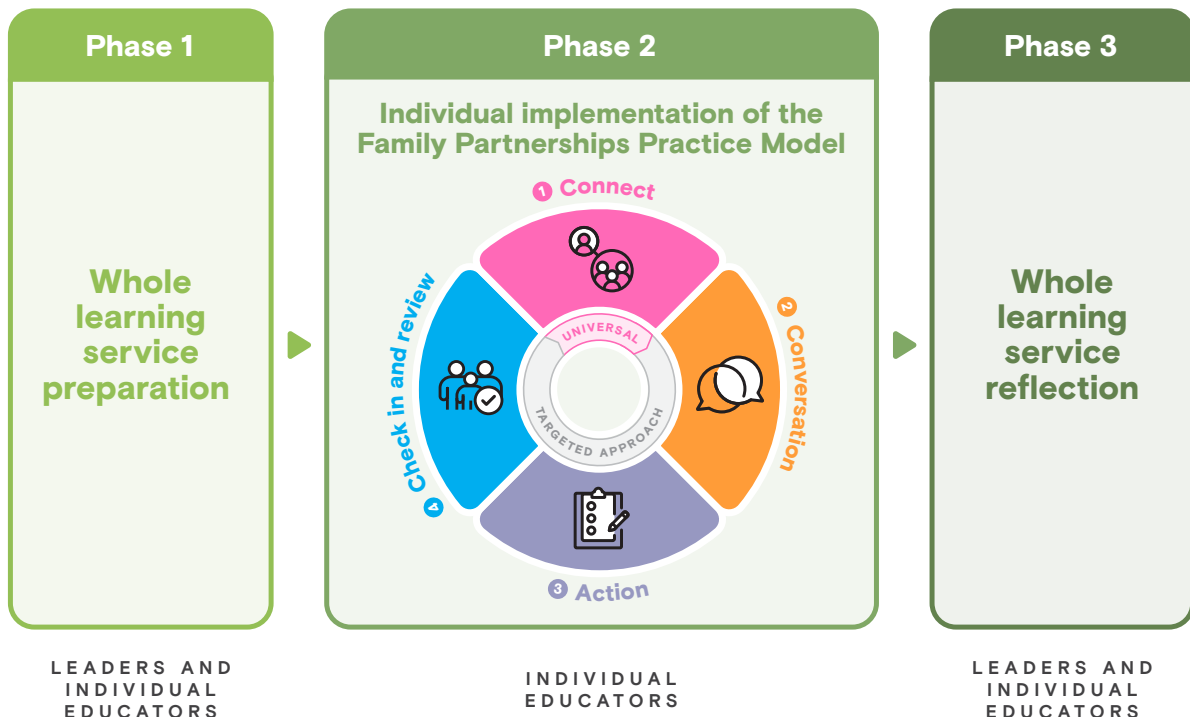 Phase 1
Whole
learning
service
preparation
LEADERS AND
INDIVIDUAL
EDUCATORS
Phase 2
Individual implementation of the
Family Partnerships Practice Model
1 Connect
2 Conversation
3 Action
4 Check in and review
UNIVERSAL
TARGETED APPROACH
INDIVIDUAL
EDUCATORS
Phase 3
Whole
learning
service
reflection
LEADERS AND
INDIVIDUAL
EDUCATORS